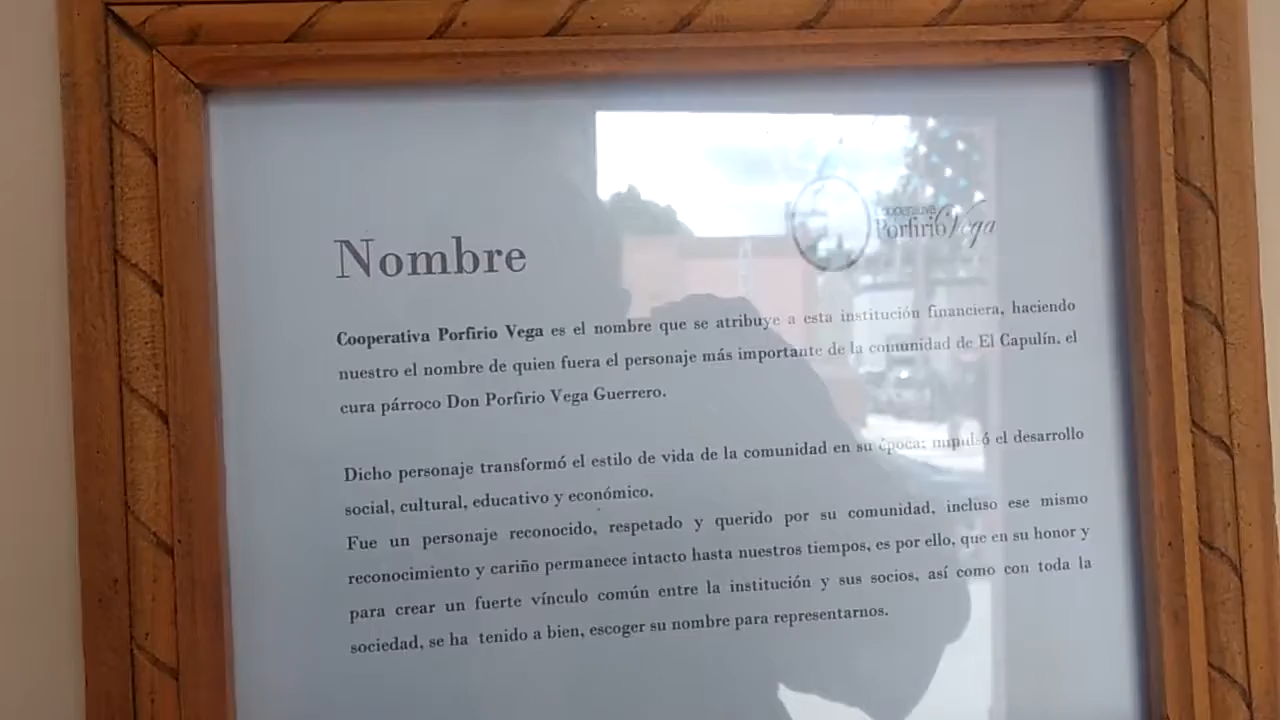 Cooperativa
Porfirio Vega
Nombre
Cooperativa Porfirio Vega es el nombre que se atribuye a esta institución financiera, haciendo
nuestro el nombre de quien fuera el personaje más importante de la comunidad de El Capulín, el
cura párroco Don Porfirio Vega Guerrero.
Dicho personaje transformó el estilo de vida de la comunidad en su época; impulsó el desarrollo
social, cultural, educativo y económico.
Fue un personaje reconocido, respetado y querido por su comunidad, incluso ese mismo
reconocimiento y cariño permanece intacto hasta nuestros tiempos, es por ello, que en su honor y
para crear un fuerte vínculo común entre la institución y sus socios, así como con toda la
sociedad, se ha tenido a bien, escoger su nombre para representarnos.